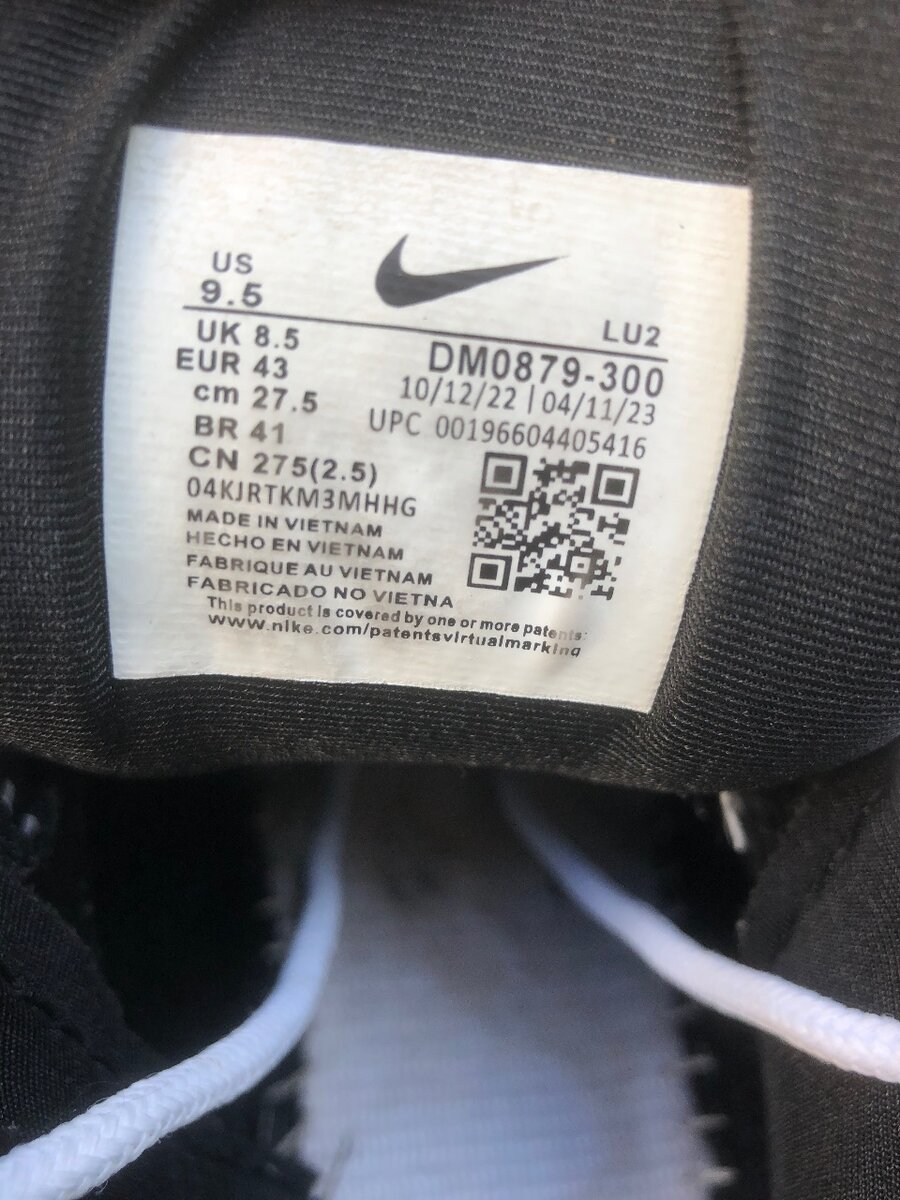 US
9.5
LU2
UK 8.5
DM0879-300
EUR 43
10/12/22 | 04/11/23
cm 27.5
UPC 00196604405416
BR 41
CN 275(2.5)
04KJRTKM3MHHG
MADE IN VIETNAM
HECHO EN VIETNAM
FABRIQUE AU VIETNAM
FABRICADO NO VIETNA
This product is covered by one or more patents:
www.nike.com/patentsvirtualmarking